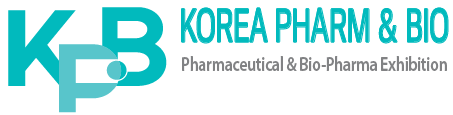 KPB
KOREA PHARM & BIO
Pharmaceutical & Bio-Pharma Exhibition